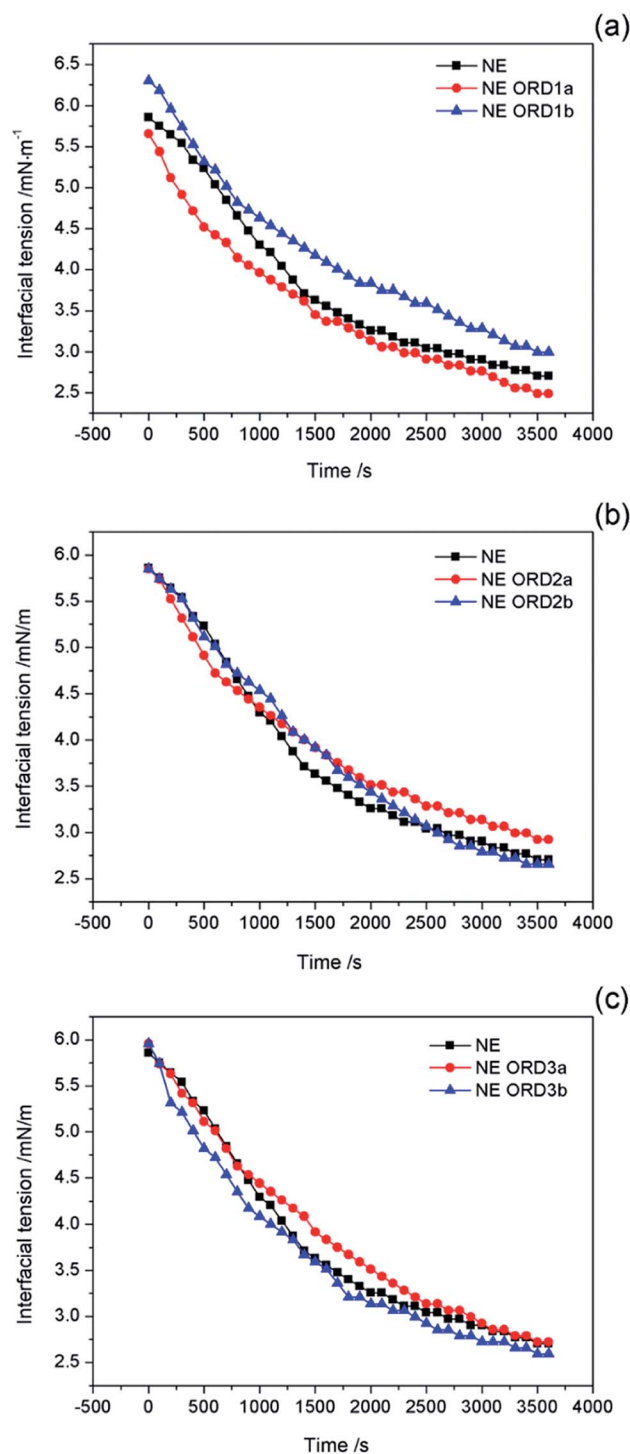 (a)
NE
NE ORD1a
NE ORD1b
Interfacial tension /mN·m⁻¹
6.5
6.0
5.5
5.0
4.5
4.0
3.5
3.0
2.5
-500 0 500 1000 1500 2000 2500 3000 3500 4000
Time /s
(b)
NE
NE ORD2a
NE ORD2b
Interfacial tension /mN/m
6.0
5.5
5.0
4.5
4.0
3.5
3.0
2.5
-500 0 500 1000 1500 2000 2500 3000 3500 4000
Time /s
(c)
NE
NE ORD3a
NE ORD3b
Interfacial tension /mN/m
6.0
5.5
5.0
4.5
4.0
3.5
3.0
2.5
-500 0 500 1000 1500 2000 2500 3000 3500 4000
Time /s